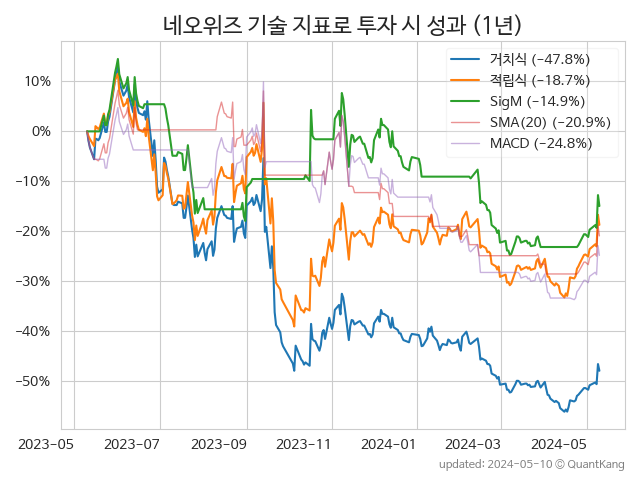 네오위즈 기술 지표로 투자 시 성과 (1년)
거치식 (−47.8%)
적립식 (−18.7%)
SigM (−14.9%)
SMA(20) (−20.9%)
MACD (−24.8%)
10%
0%
−10%
−20%
−30%
−40%
−50%
2023−05 2023−07 2023−09 2023−11 2024−01 2024−03 2024−05
updated: 2024-05-10 © QuantKang